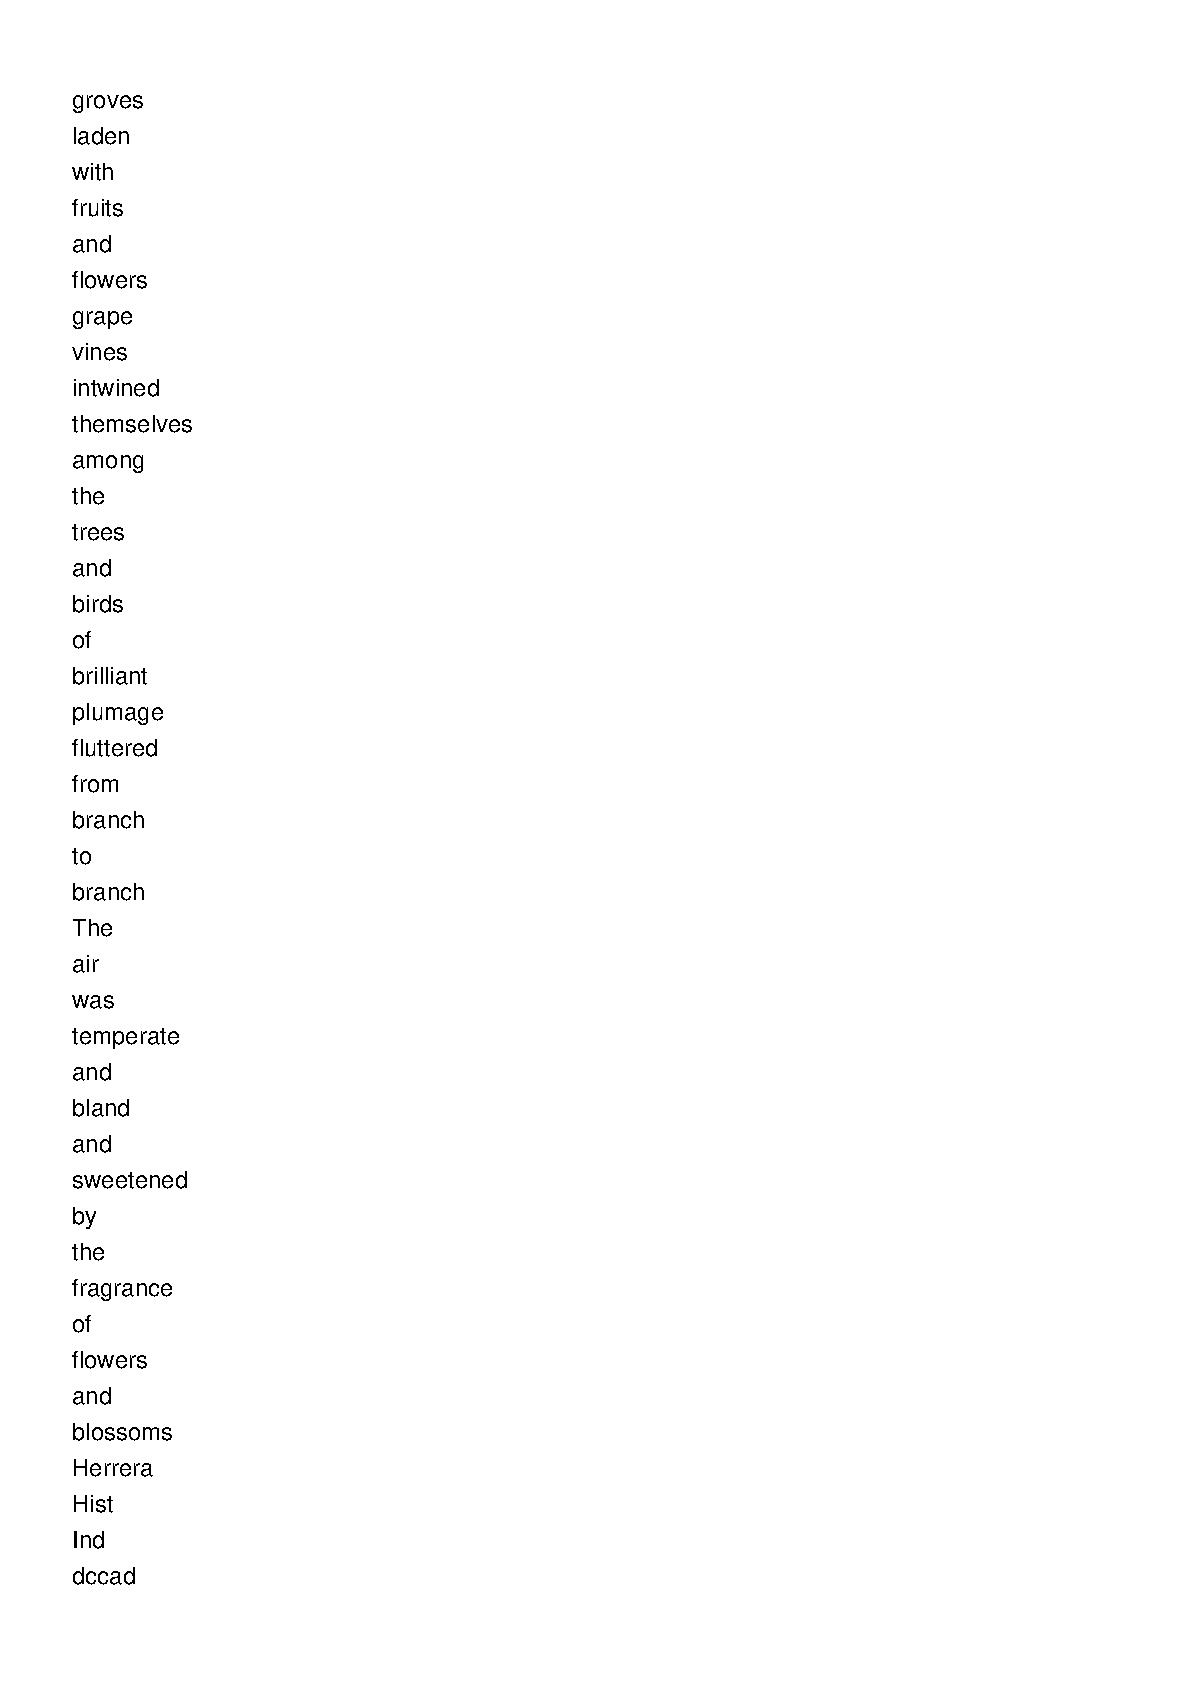 groves
laden
with
fruits
and
flowers
grape
vines
intwined
themselves
among
the
trees
and
birds
of
brilliant
plumage
fluttered
from
branch
to
branch
The
air
was
temperate
and
bland
and
sweetened
by
the
fragrance
of
flowers
and
blossoms
Herrera
Hist
Ind
dccad